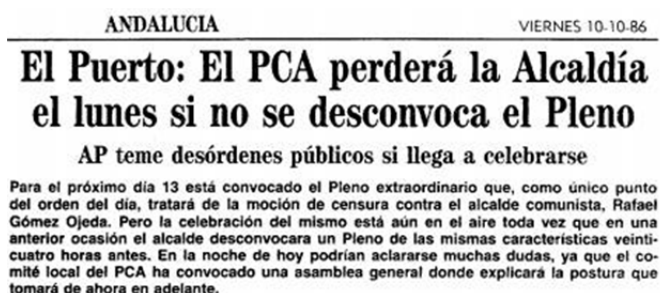 ANDALUCIA
VIERNES 10-10-86
El Puerto: El PCA perderá la Alcaldía
el lunes si no se desconvoca el Pleno
AP teme desórdenes públicos si llega a celebrarse
Para el próximo día 13 está convocado el Pleno extraordinario que, como único punto
del orden del día, tratará de la moción de censura contra el alcalde comunista, Rafael
Gómez Ojeda. Pero la celebración del mismo está aún en el aire toda vez que en una
anterior ocasión el alcalde desconvocara un Pleno de las mismas características veinti-
cuatro horas antes. En la noche de hoy podrían aclararse muchas dudas, ya que el co-
mité local del PCA ha convocado una asamblea general donde explicará la postura que
tomará de ahora en adelante.